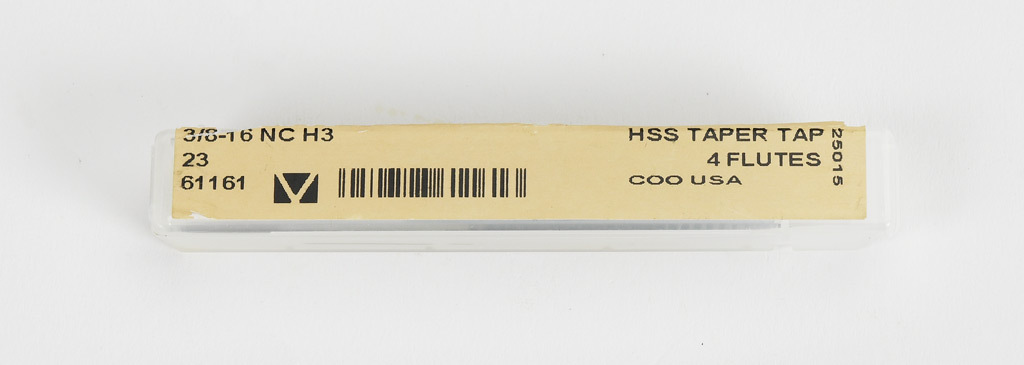 3/8-16 NC H3
23
61161
HSS TAPER TAP
4 FLUTES
COO USA
25015